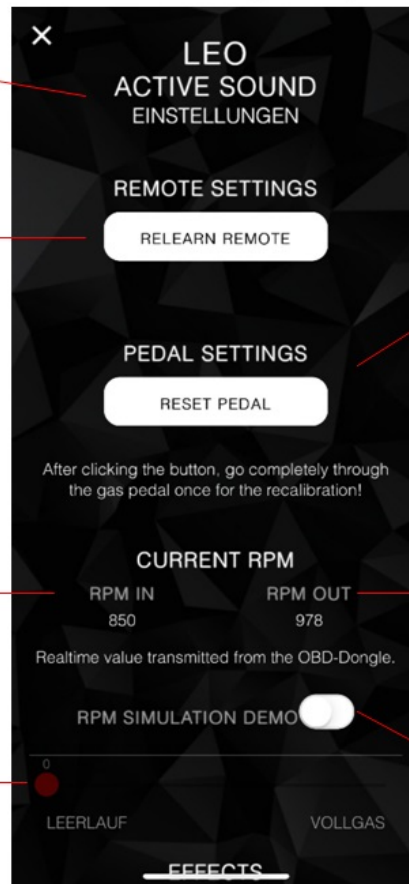 LEO
ACTIVE SOUND
EINSTELLUNGEN
REMOTE SETTINGS
RELEARN REMOTE
PEDAL SETTINGS
RESET PEDAL
After clicking the button, go completely through
the gas pedal once for the recalibration!
CURRENT RPM
RPM IN RPM OUT
850 978
Realtime value transmitted from the OBD-Dongle.
RPM SIMULATION DEMO
0
LEERLAUF VOLLGAS
EFFECTS